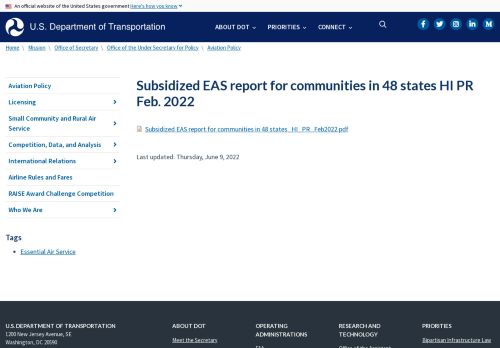 An official website of the United States government Here's how you know
U.S. Department of Transportation
ABOUT DOT PRIORITIES CONNECT
Home \ Mission \ Office of Secretary \ Office of the Under Secretary for Policy \ Aviation Policy
Aviation Policy
Licensing
Small Community and Rural Air
Service
Competition, Data, and Analysis
International Relations
Airline Rules and Fares
RAISE Award Challenge Competition
Who We Are
Tags
Essential Air Service
Subsidized EAS report for communities in 48 states HI PR
Feb. 2022
Subsidized EAS report for communities in 48 states_HI_PR_Feb2022.pdf
Last updated: Thursday, June 9, 2022
U.S. DEPARTMENT OF TRANSPORTATION
1200 New Jersey Avenue, SE
Washington, DC 20590
ABOUT DOT
Meet the Secretary
OPERATING
ADMINISTRATIONS
FAA
RESEARCH AND
TECHNOLOGY
Office of the Assistant
PRIORITIES
Bipartisan Infrastructure Law